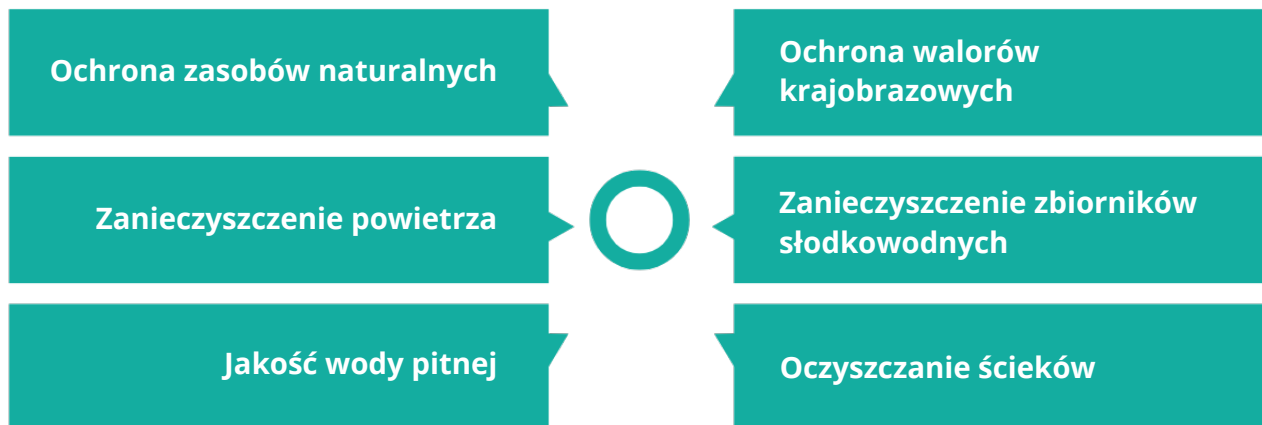 Ochrona zasobów naturalnych
Ochrona walorów
krajobrazowych
Zanieczyszczenie powietrza
Zanieczyszczenie zbiorników
słodkowodnych
Jakość wody pitnej
Oczyszczanie ścieków